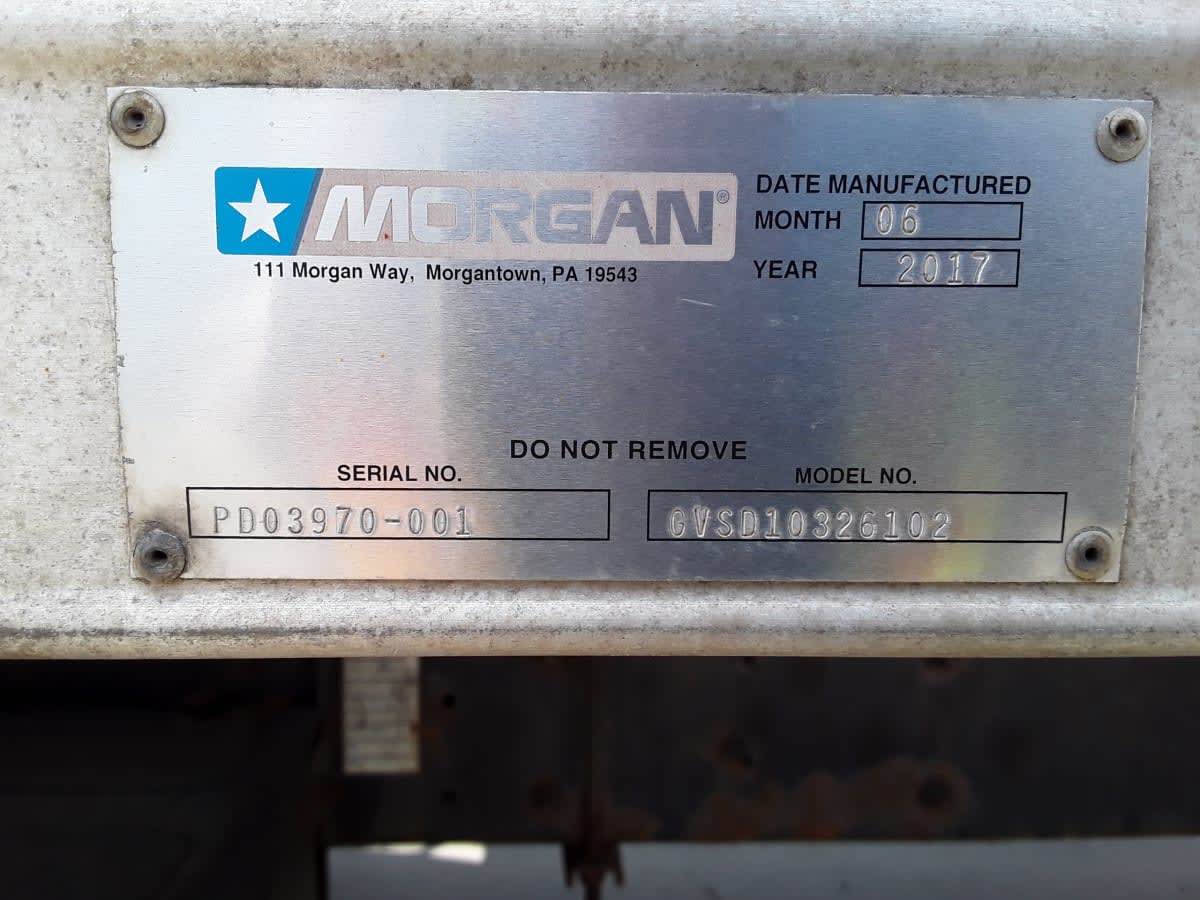 MORGAN®
111 Morgan Way, Morgantown, PA 19543
DATE MANUFACTURED
MONTH 06
YEAR 2017
DO NOT REMOVE
SERIAL NO.
PD03970-001
MODEL NO.
GVSD10326102